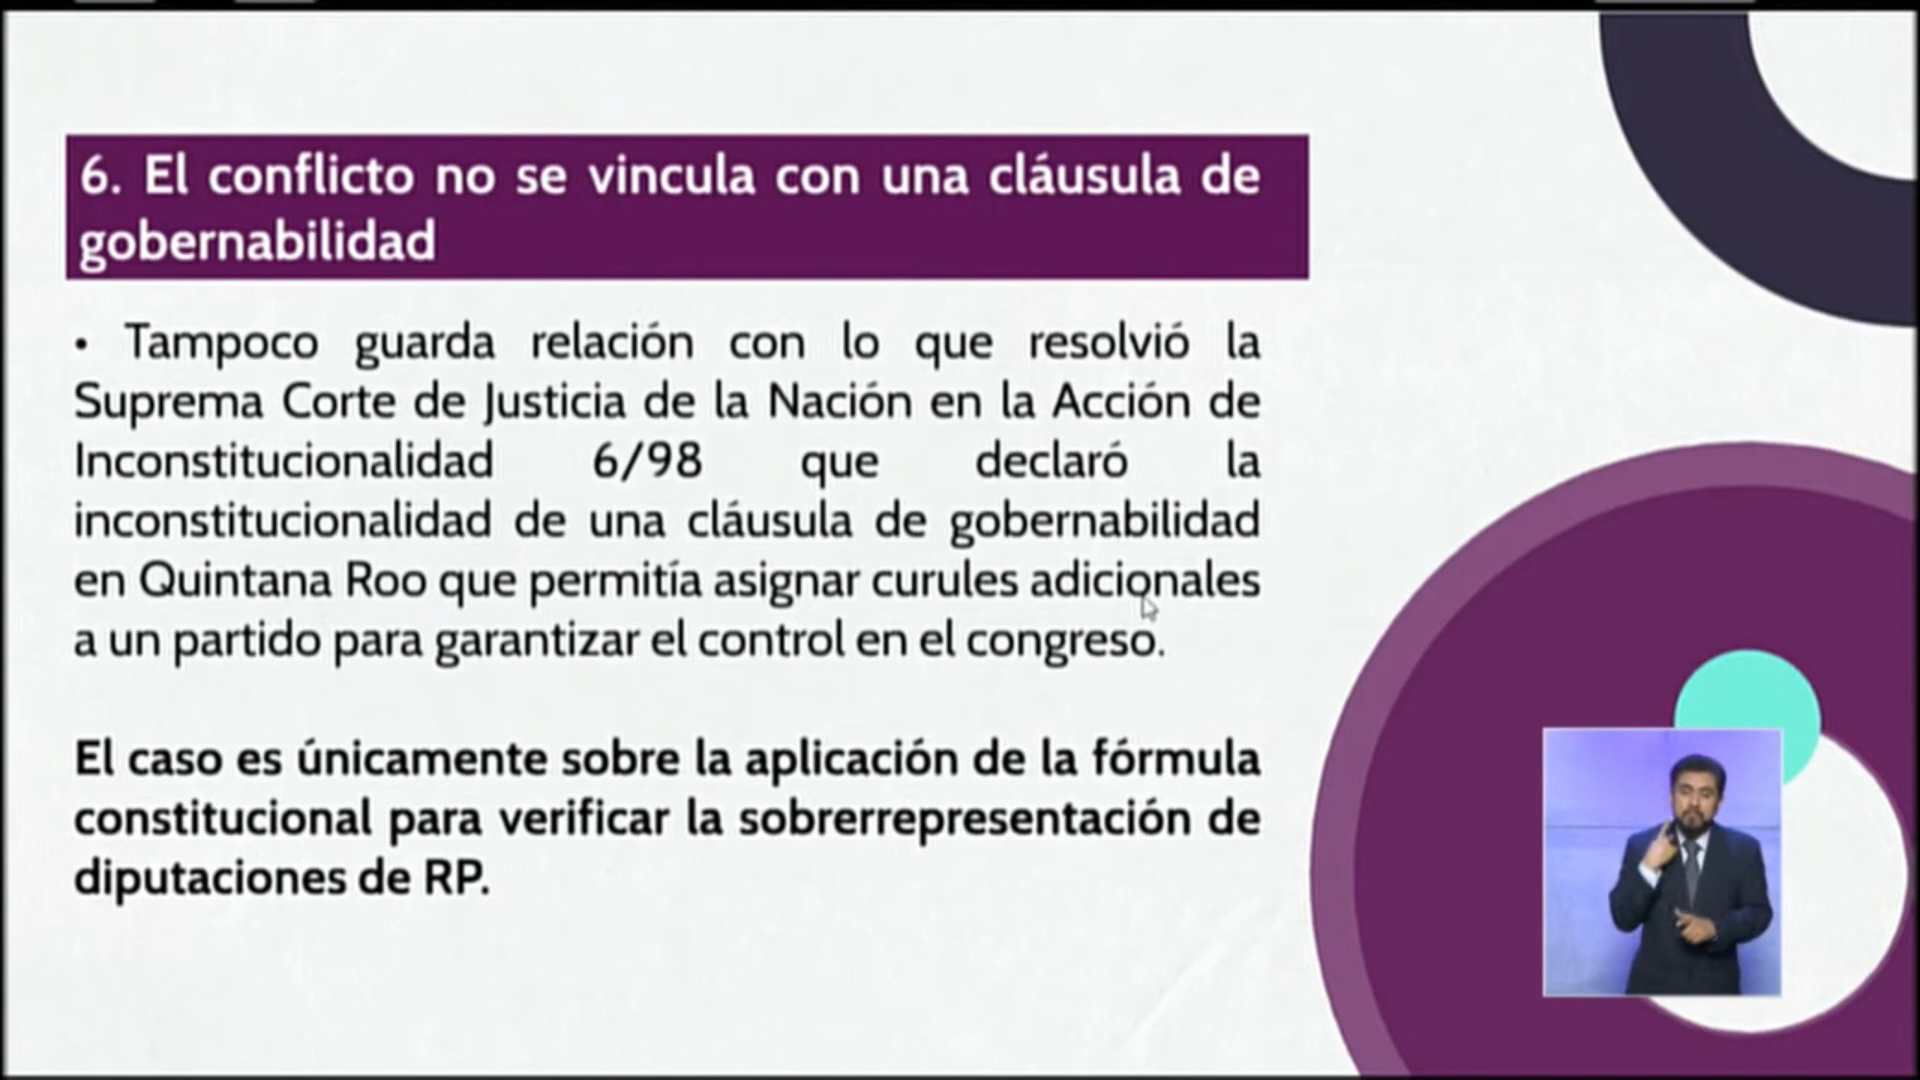 6. El conflicto no se vincula con una cláusula de
gobernabilidad
• Tampoco guarda relación con lo que resolvió la
Suprema Corte de Justicia de la Nación en la Acción de
Inconstitucionalidad 6/98 que declaró la
inconstitucionalidad de una cláusula de gobernabilidad
en Quintana Roo que permitía asignar curules adicionales
a un partido para garantizar el control en el congreso.
El caso es únicamente sobre la aplicación de la fórmula
constitucional para verificar la sobrerrepresentación de
diputaciones de RP.